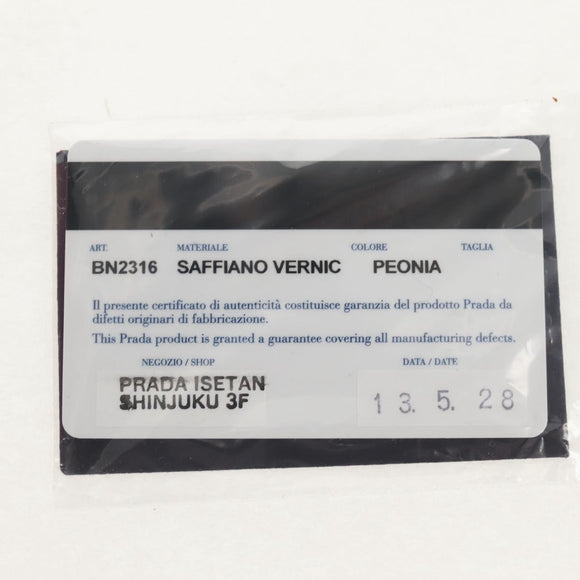 ART. MATERIALE COLORE TAGLIA
BN2316 SAFFIANO VERNIC PEONIA
Il presente certificato di autenticità costituisce garanzia del prodotto Prada da
difetti originari di fabbricazione.
This Prada product is granted a guarantee covering all manufacturing defects.
NEGOZIO / SHOP DATA / DATE
PRADA ISETAN
SHINJUKU 3F
13. 5. 28